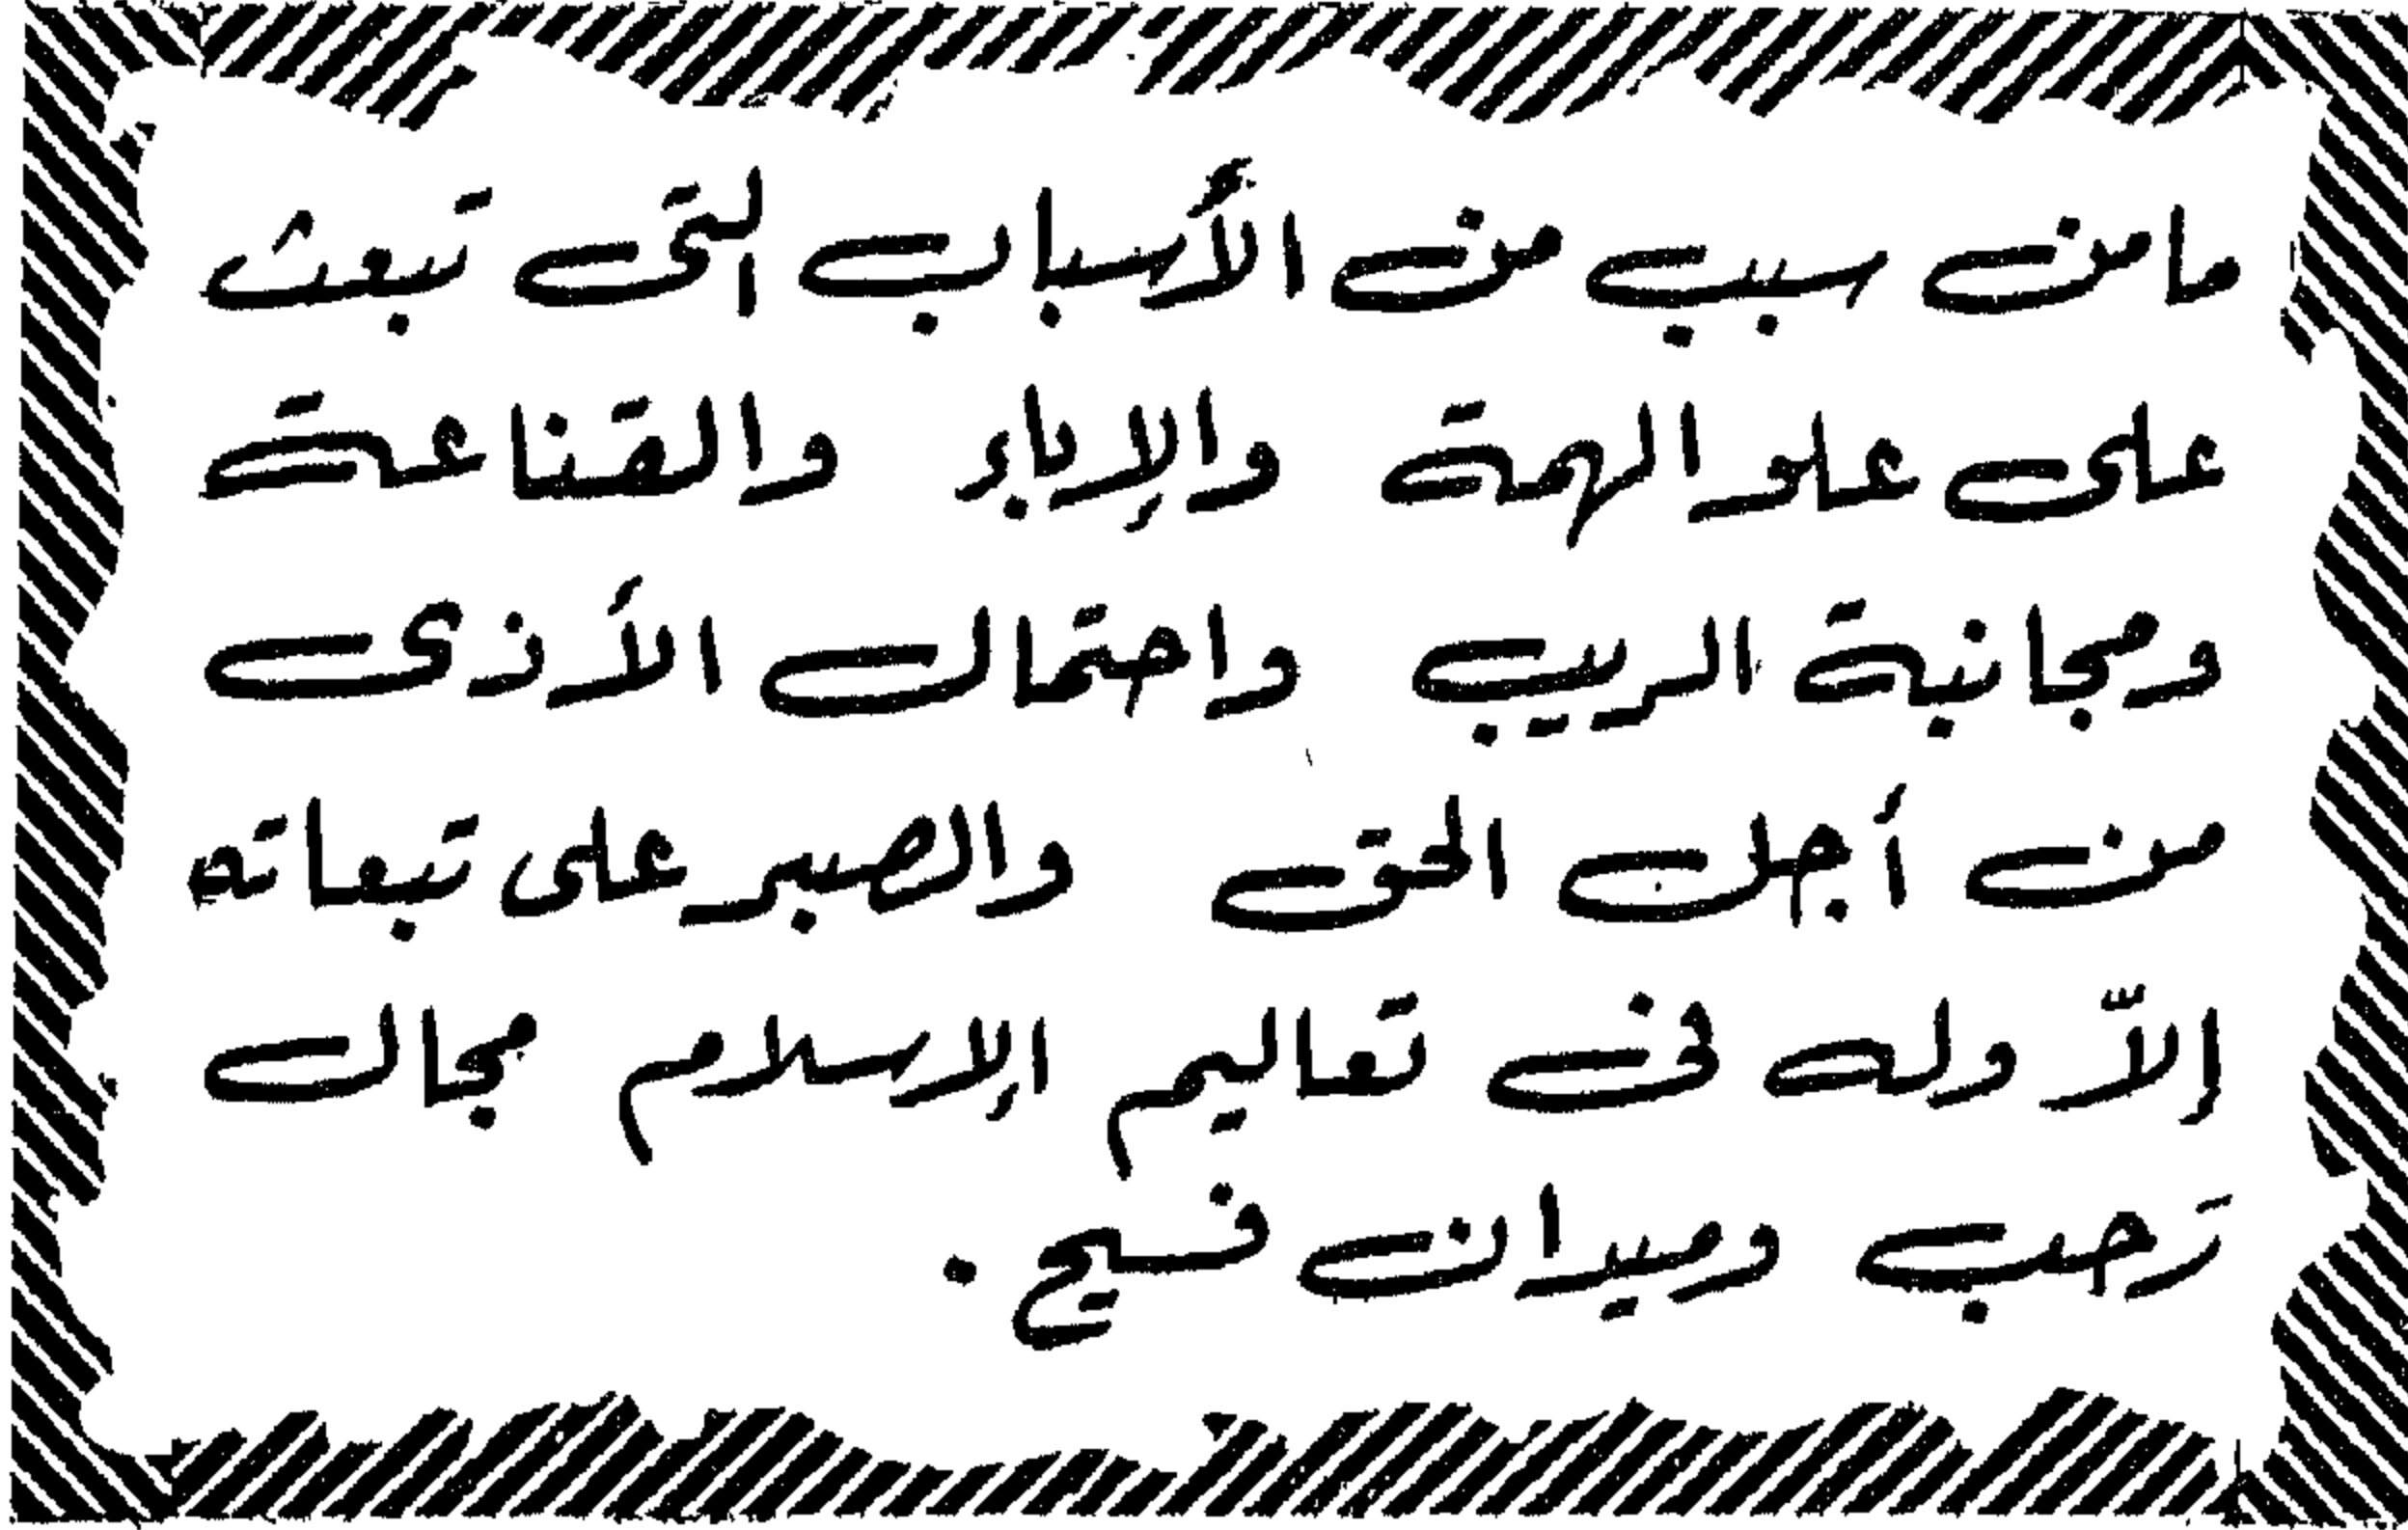 ما من سبب من الأسباب التى تبعث
على علو الهمة والإباء والقناعة
ومجانبة الريب واحتمال الأذى
من أجل الحق والصبر على تبعاته
إلاّ وله فى تعاليم الإسلام مجال
رَحب وميدان فسيح .